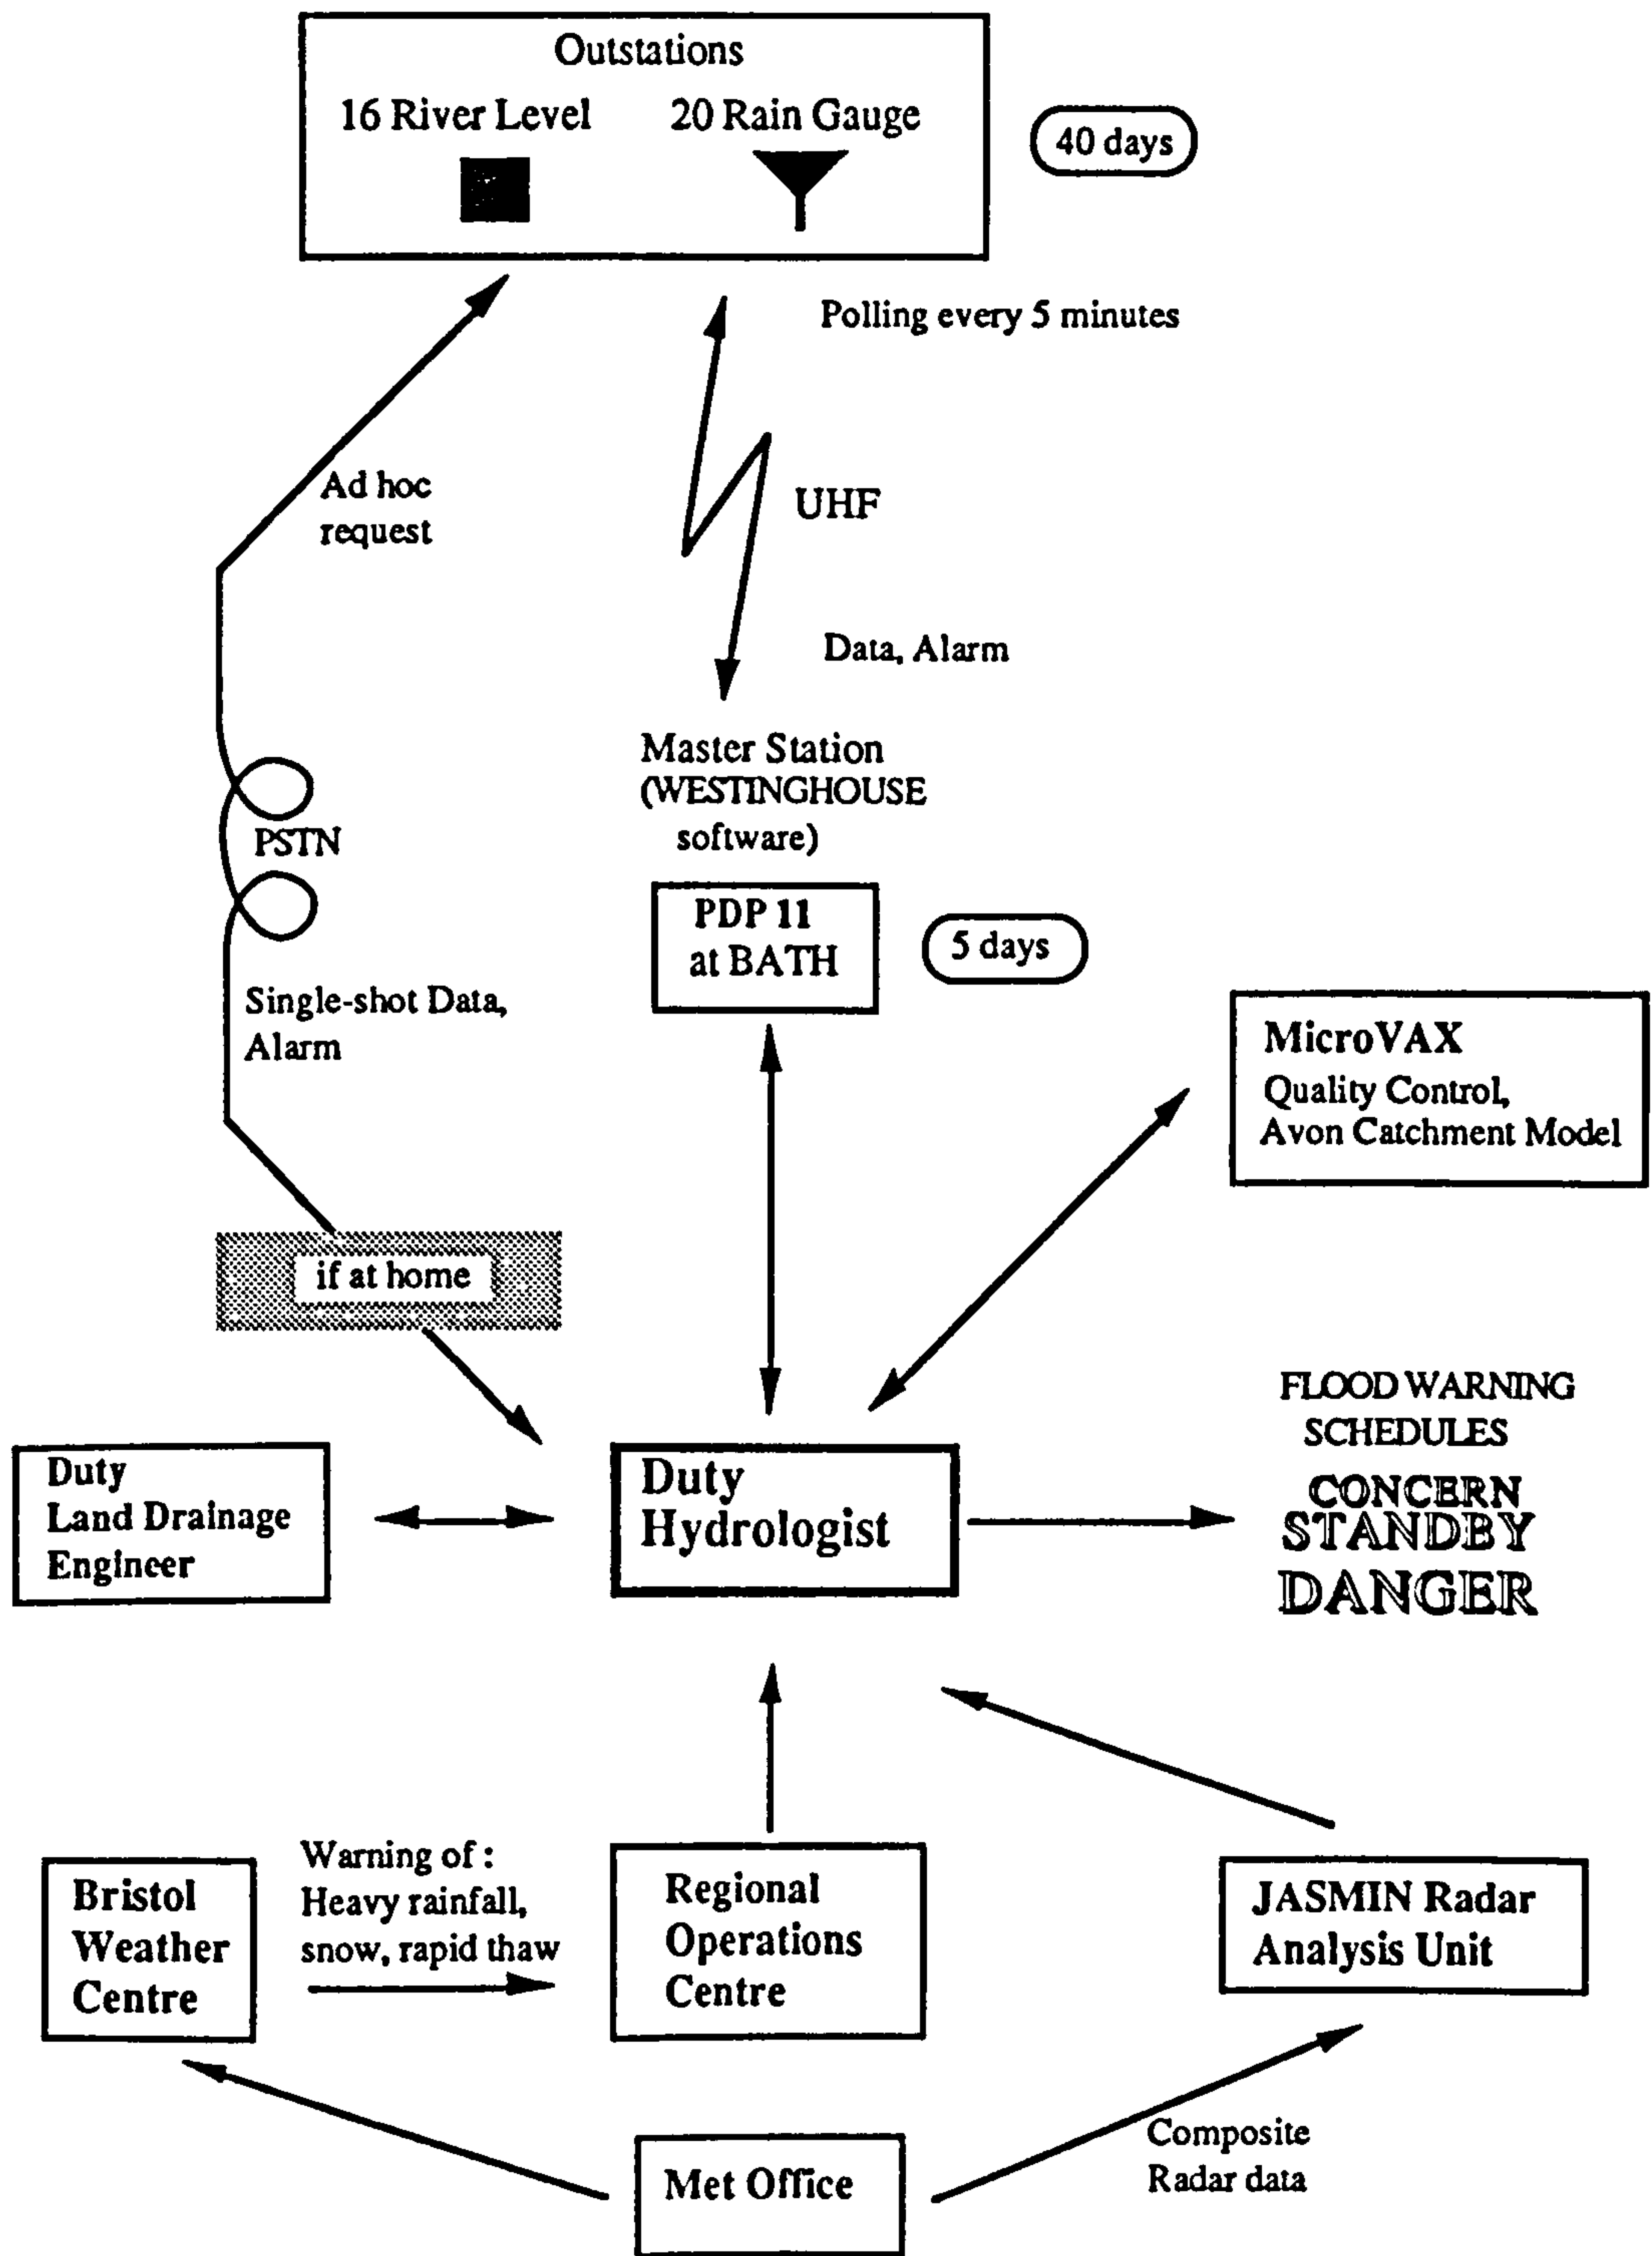 Outstations
16 River Level
20 Rain Gauge
40 days
Polling every 5 minutes
Ad hoc
request
UHF
Data, Alarm
Master Station
(WESTINGHOUSE
software)
PSTN
PDP 11
at BATH
5 days
Single-shot Data,
Alarm
MicroVAX
Quality Control,
Avon Catchment Model
if at home
FLOOD WARNING
SCHEDULES
CONCERN
STANDBY
DANGER
Duty
Land Drainage
Engineer
Duty
Hydrologist
Bristol
Weather
Centre
Warning of :
Heavy rainfall,
snow, rapid thaw
Regional
Operations
Centre
JASMIN Radar
Analysis Unit
Met Office
Composite
Radar data